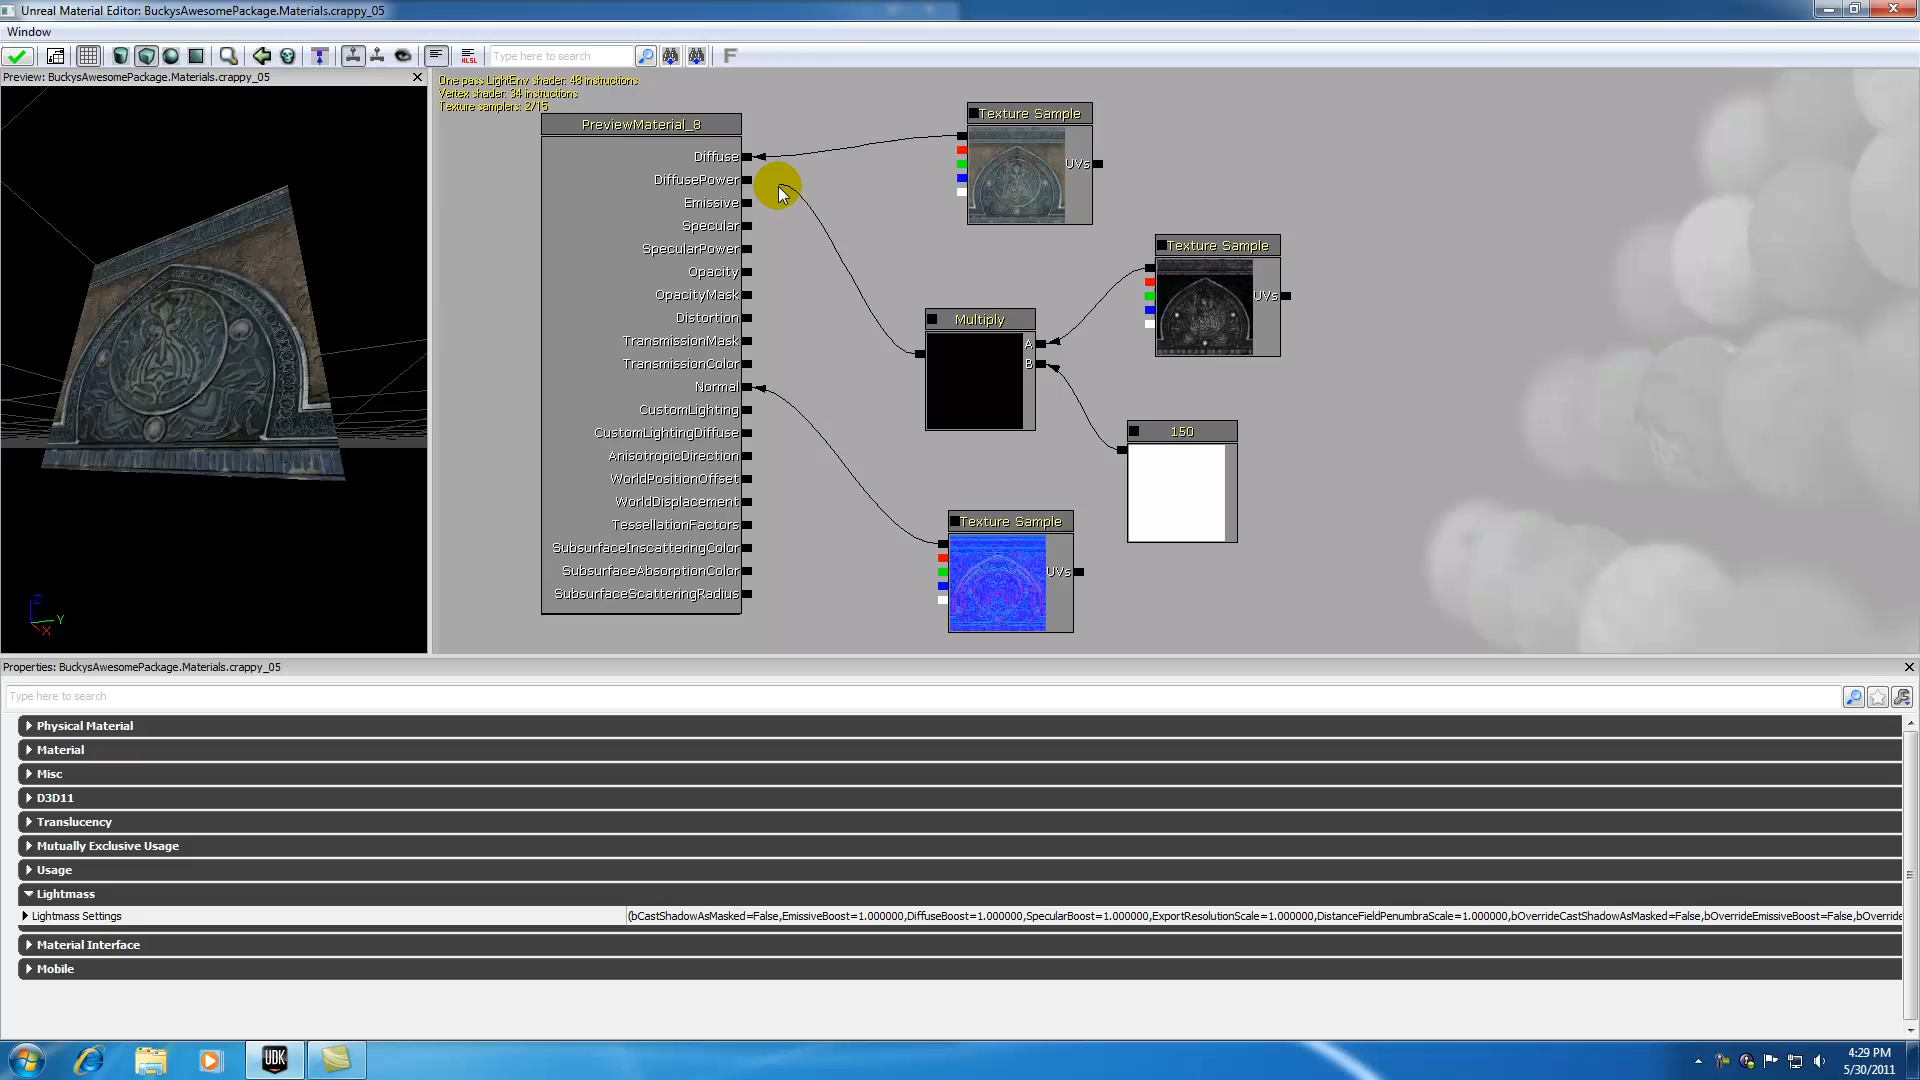 Unreal Material Editor: BuckysAwesomePackage.Materials.crappy_05
Window
HLSL
Type here to search
F
Preview: BuckysAwesomePackage.Materials.crappy_05
One pass LightEnv shader: 48 instructions
Vertex shader: 34 instructions
Texture samplers: 2/15
PreviewMaterial_8
Diffuse
DiffusePower
Emissive
Specular
SpecularPower
Opacity
OpacityMask
Distortion
TransmissionMask
TransmissionColor
Normal
CustomLighting
CustomLightingDiffuse
AnisotropicDirection
WorldPositionOffset
WorldDisplacement
TessellationFactors
SubsurfaceInscatteringColor
SubsurfaceAbsorptionColor
SubsurfaceScatteringRadius
Texture Sample
UVs
Texture Sample
UVs
Multiply
A
B
150
Texture Sample
UVs
Z
Y
X
Properties: BuckysAwesomePackage.Materials.crappy_05
Type here to search
Physical Material
Material
Misc
D3D11
Translucency
Mutually Exclusive Usage
Usage
Lightmass
Lightmass Settings
(bCastShadowAsMasked=False,EmissiveBoost=1.000000,DiffuseBoost=1.000000,SpecularBoost=1.000000,ExportResolutionScale=1.000000,DistanceFieldPenumbraScale=1.000000,bOverrideCastShadowAsMasked=False,bOverrideEmissiveBoost=False,bOverride
Material Interface
Mobile
UDK
4:29 PM
5/30/2011